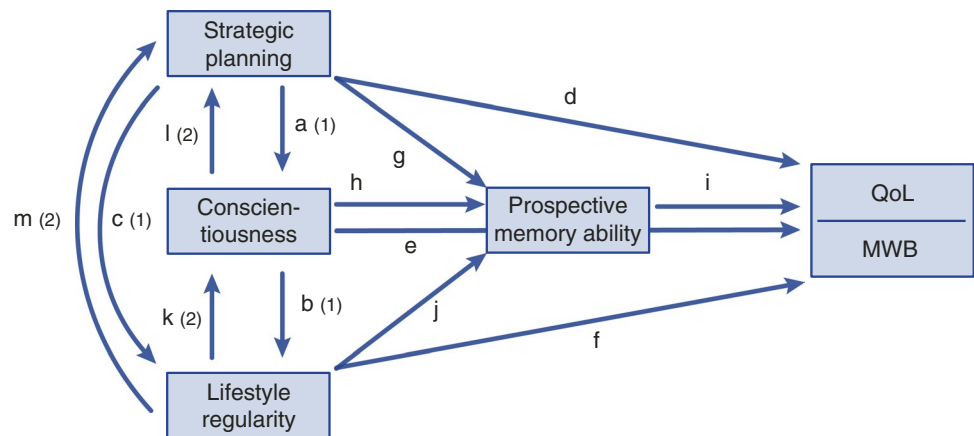 Strategic
planning
d
l (2)
a (1)
g
h
i
m (2)
c (1)
Conscien-
tiousness
Prospective
memory ability
QoL
MWB
e
k (2)
b (1)
j
f
Lifestyle
regularity